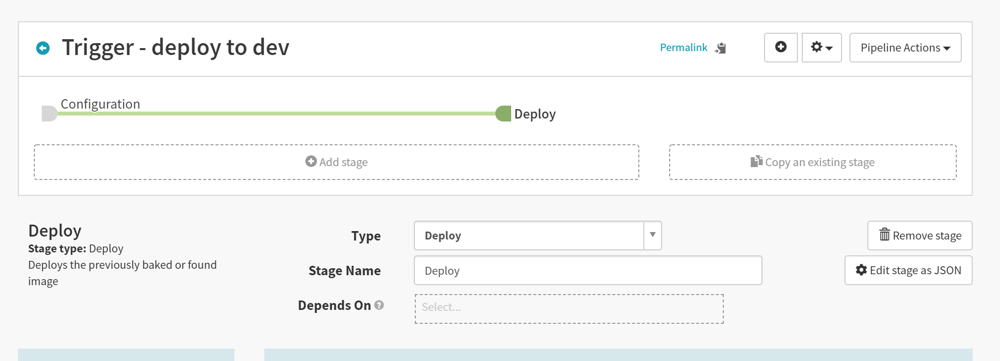 Trigger - deploy to dev
Permalink
Pipeline Actions
Configuration
Deploy
Add stage
Copy an existing stage
Deploy
Stage type: Deploy
Deploys the previously baked or found
image
Type
Deploy
Remove stage
Stage Name
Deploy
Edit stage as JSON
Depends On ?
Select...